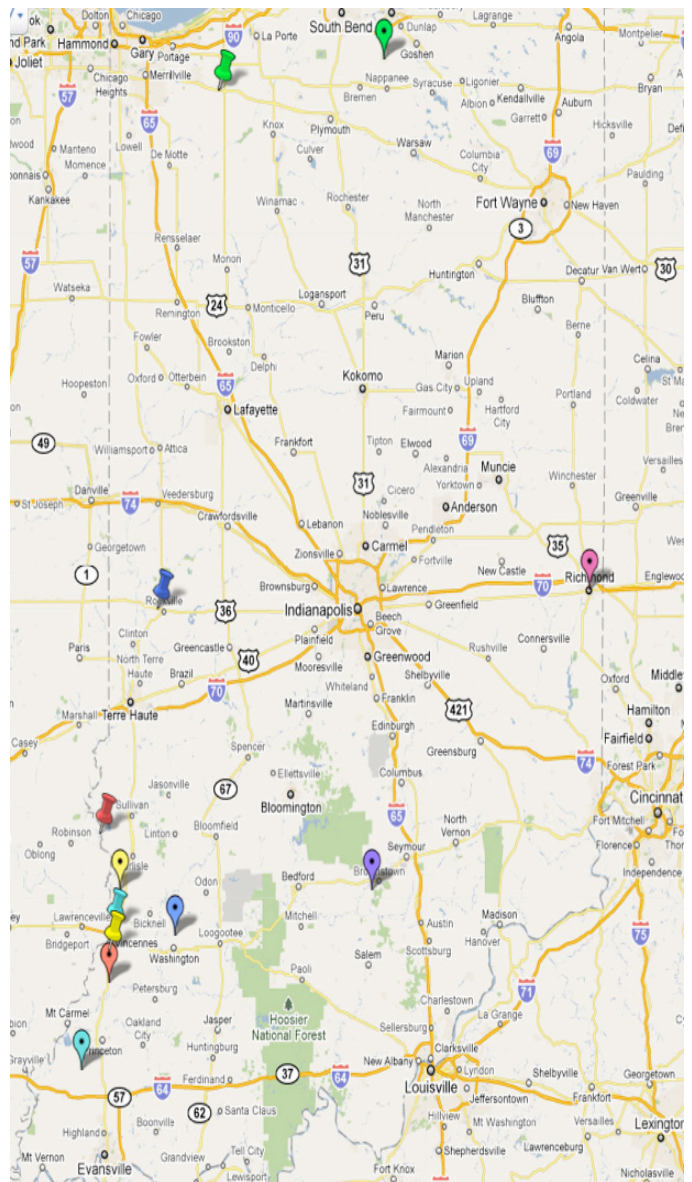 Dolton Chicago South Bend Dunlap Lagrange Angola Montpelier
nd Park Hammond Gary Portage 90 La Porte Goshen
Joliet Chicago Heights Merrillville Nappanee Syracuse Ligonier Kendallville Auburn Bryan
57 65 Bremen Albion Garrett
Lowell Knox Plymouth Warsaw Hicksville
Manteno Momence De Motte Culver Columbia City 69 Paulding
Kankakee Winamac Rochester North Manchester Fort Wayne New Haven
Rensselaer 3
57 Monon 31 Huntington Decatur Van Wert 30
Watseka Remington 24 Monticello Logansport Peru Bluffton
Fowler Brookston Delphi Marion Berne
Hoopeston Oxford Otterbein 65 Kokomo Gas City Upland Portland Celina
Lafayette Fairmount Hartford City Coldwater
49 Williamsport Attica Frankfort Tipton Elwood 69 Versailles
Alexandria Muncie
Danville 31 Yorktown Winchester
St Joseph 74 Veedersburg Cicero Anderson Greenville
Crawfordsville Lebanon Noblesville Pendleton
Georgetown Zionsville Carmel Fortville 35
1 Brownsburg Lawrence New Castle 70 Richmond Englewood
Rockville 36 Indianapolis Greenfield
Clinton Plainfield Beech Grove Connersville
Paris North Terre Haute Greencastle 40 Mooresville Greenwood Rushville Oxford
Brazil 70 Whiteland Shelbyville Middle
Marshall Terre Haute Martinsville Franklin 421 Hamilton
Casey Spencer Edinburgh Greensburg Fairfield
74 Forest Park
Jasonville 67 Ellettsville Columbus
Sullivan Bloomington Cincinnat
Robinson Linton Bloomfield 65 North Vernon Fort Mitchell
Oblong Seymour Florence
Odon Bedford Independence
Lawrenceville Bicknell Mitchell Austin Madison
Bridgeport Vincennes Loogootee Hanover 75
Washington Salem Scottsburg
Petersburg Paoli 71
Mt Carmel Oakland City Jasper Hoosier National Forest Charlestown La Grange
Grayville Princeton Huntingburg Sellersburg
Ferdinand 37 64 New Albany Clarksville
57 64 Louisville Lyndon Shelbyville Georgetown
62 Santa Claus Jeffersontown Frankfort
Highland Boonville Hillview Mt Washington Versailles
Mt Vernon Evansville Grandview Tell City Shepherdsville Lawrenceburg Lexington
Lewisport Fort Knox Nicholasville